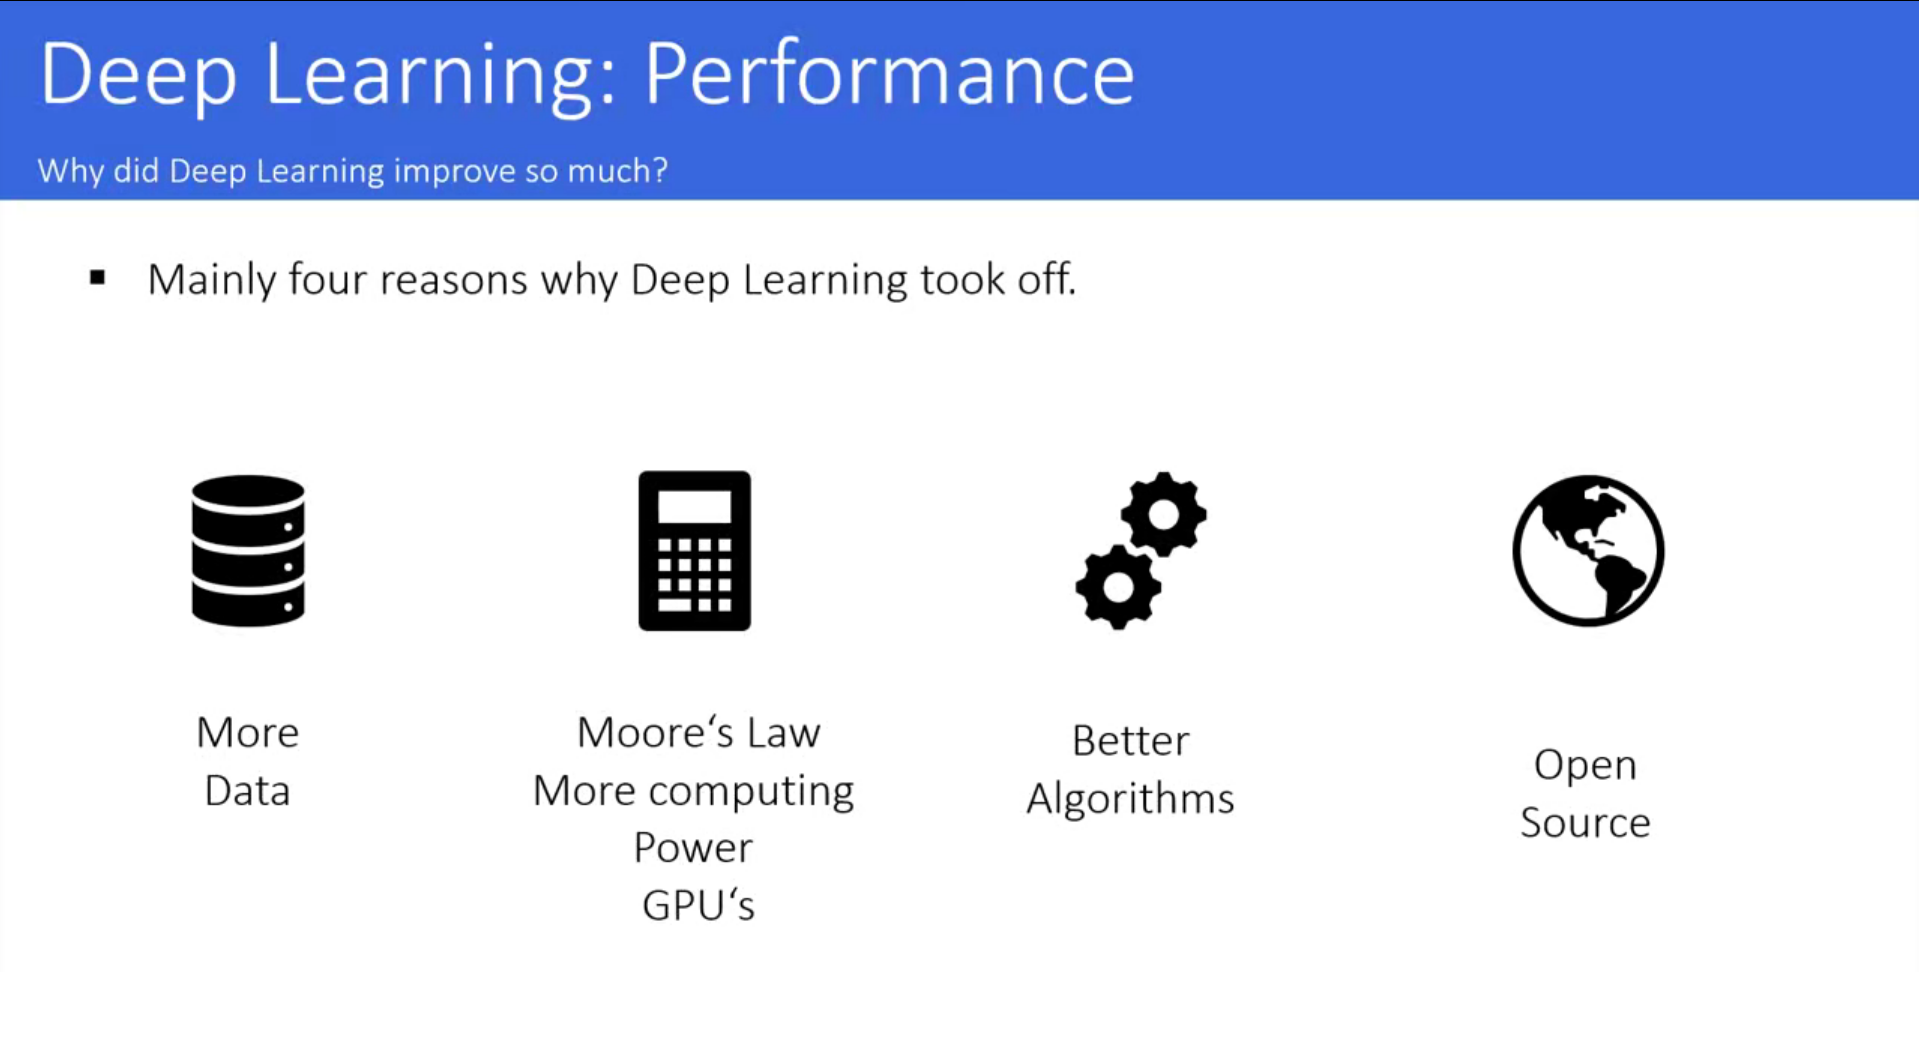 Deep Learning: Performance
Why did Deep Learning improve so much?
▪ Mainly four reasons why Deep Learning took off.
More
Data
Moore‘s Law
More computing
Power
GPU‘s
Better
Algorithms
Open
Source